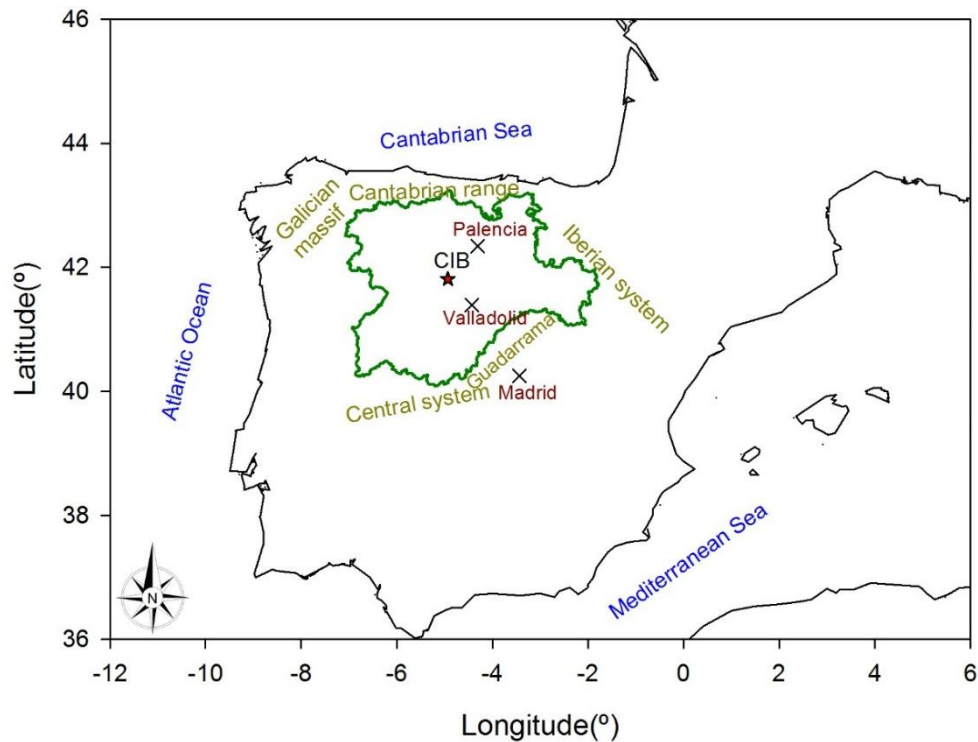 46
44
42
40
38
36
Latitude(º)
Cantabrian Sea
Galician
massif
Cantabrian range
Palencia
Iberian system
CIB
Valladolid
Atlantic Ocean
Guadarrama
Madrid
Central system
Mediterranean Sea
N
-12 -10 -8 -6 -4 -2 0 2 4 6
Longitude(º)